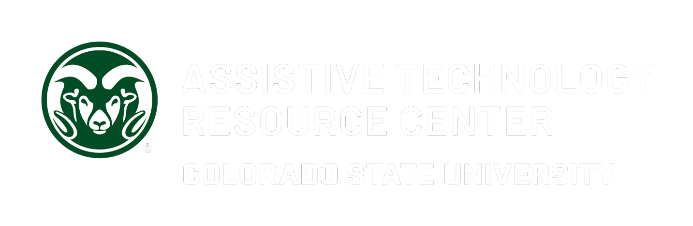 ASSISTIVE TECHNOLOGY
RESOURCE CENTER
COLORADO STATE UNIVERSITY